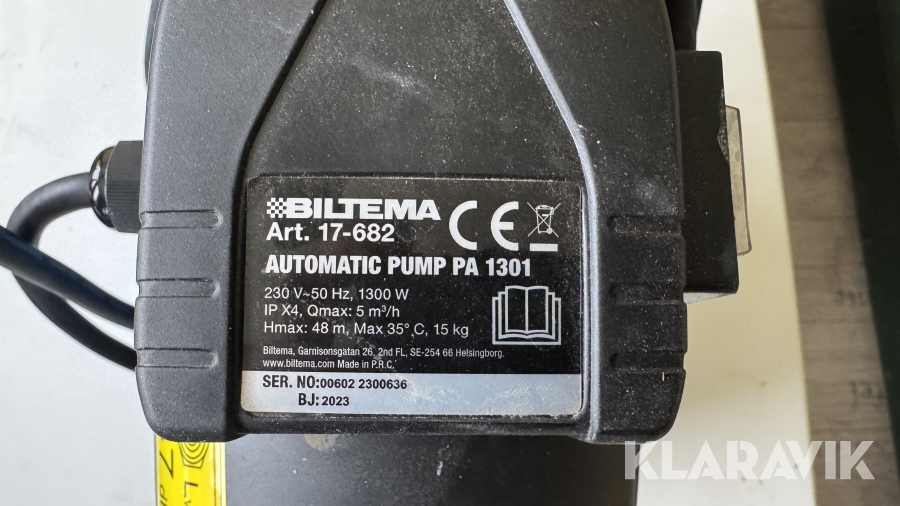 BILTEMA
Art. 17-682
AUTOMATIC PUMP PA 1301
230 V~50 Hz, 1300 W
IP X4, Qmax: 5 m³/h
Hmax: 48 m, Max 35° C, 15 kg
Biltema, Garnisonsgatan 26, 2nd FL, SE-254 66 Helsingborg.
www.biltema.com Made in P.R.C.
SER. NO:00602 2300636
BJ: 2023
KLARAVIK